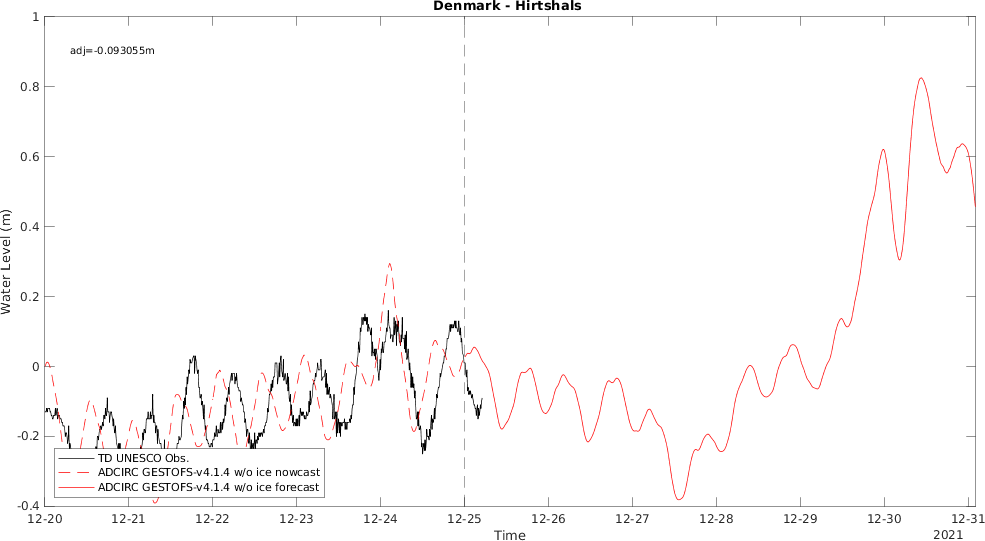 Denmark - Hirtshals
adj=-0.093055m
Water Level (m)
1
0.8
0.6
0.4
0.2
0
-0.2
-0.4
TD UNESCO Obs.
ADCIRC GESTOFS-v4.1.4 w/o ice nowcast
ADCIRC GESTOFS-v4.1.4 w/o ice forecast
12-20 12-21 12-22 12-23 12-24 12-25 12-26 12-27 12-28 12-29 12-30 12-31
Time
2021